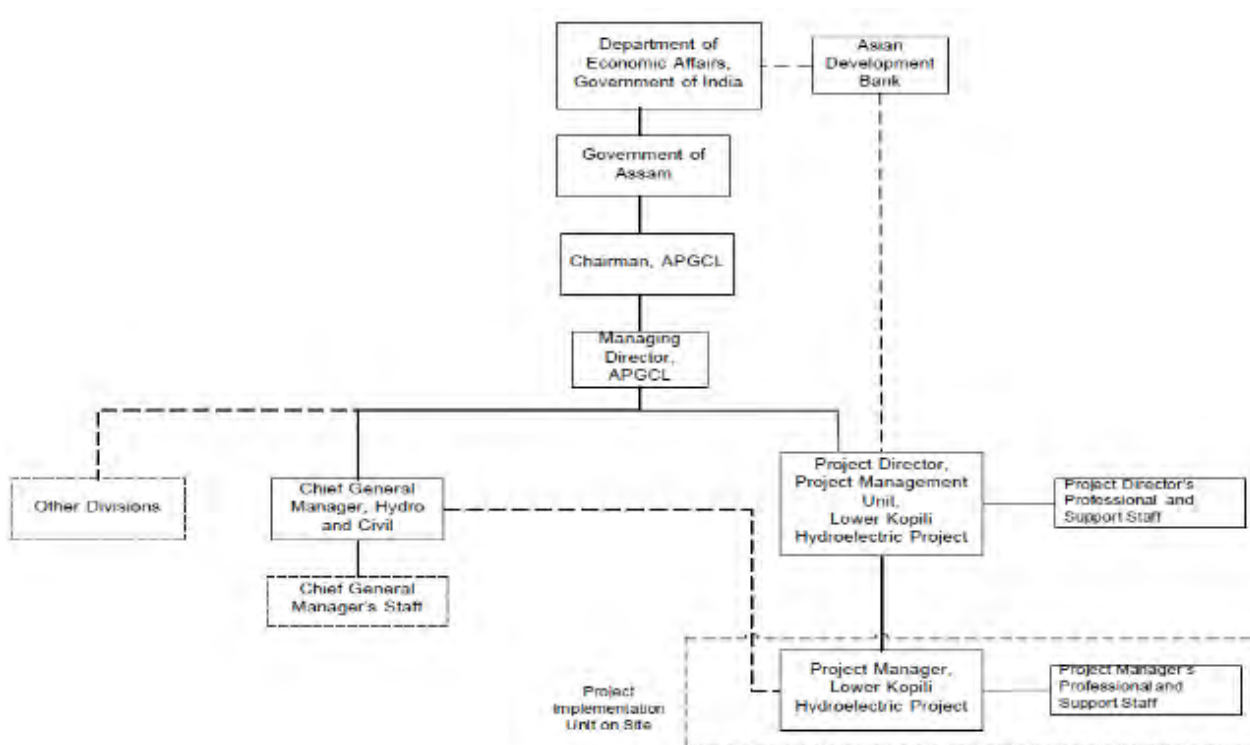 Department of
Economic Affairs,
Government of India
Asian
Development
Bank
Government of
Assam
Chairman, APGCL
Managing
Director,
APGCL
Other Divisions
Chief General
Manager, Hydro
and Civil
Project Director,
Project Management
Unit,
Lower Kopili
Hydroelectric Project
Project Director's
Professional and
Support Staff
Chief General
Manager's Staff
Project
Implementation
Unit on Site
Project Manager,
Lower Kopili
Hydroelectric Project
Project Manager's
Professional and
Support Staff